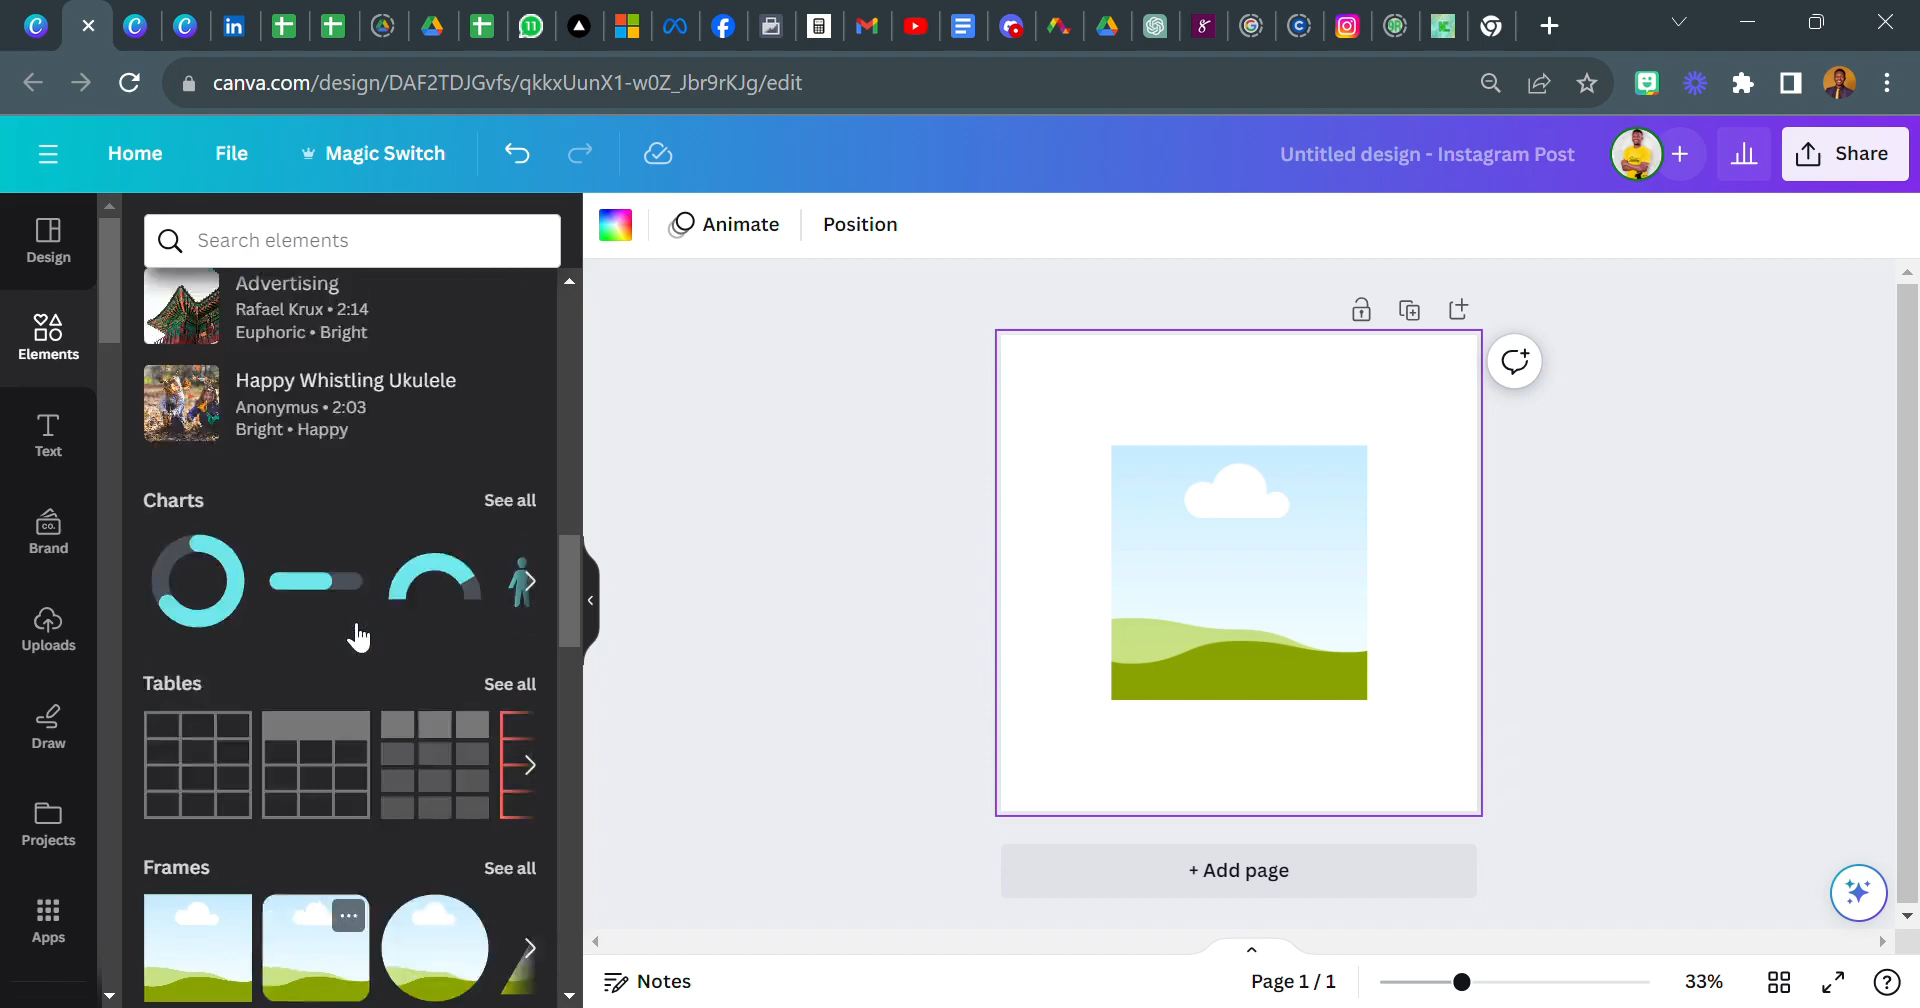 canva.com/design/DAF2TDJGvfs/qkkxUunX1-w0Z_Jbr9rKJg/edit
Home
File
Magic Switch
Untitled design - Instagram Post
Share
Design
Elements
Text
CO.
Brand
Uploads
Draw
Projects
Apps
Search elements
Advertising
Rafael Krux • 2:14
Euphoric • Bright
Happy Whistling Ukulele
Anonymus • 2:03
Bright • Happy
Charts
See all
Tables
See all
Frames
See all
Animate
Position
+ Add page
Notes
Page 1 / 1
33%